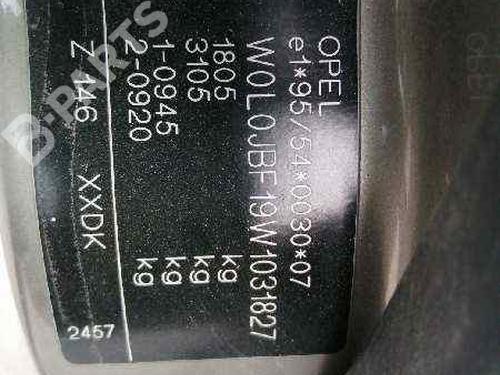 OPEL
e1*95/54*0030*07
W0L0JBF19W1031827
1805 kg
3105 kg
1-0945 kg
2-0920 kg
Z 146 XXDK
2457
B-PARTS